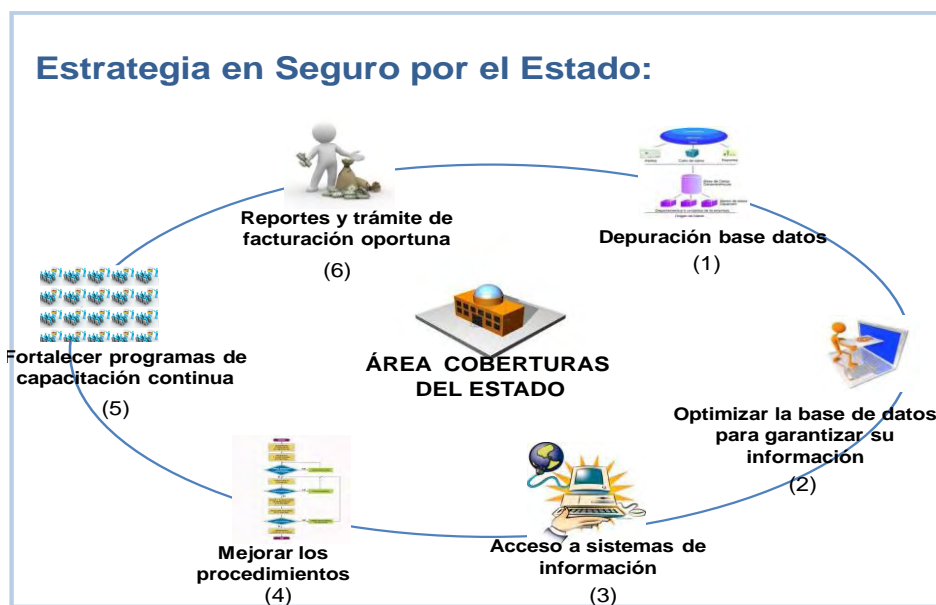 Estrategia en Seguro por el Estado:
Reportes y trámite de
facturación oportuna
(6)
Depuración base datos
(1)
Fortalecer programas de
capacitación continua
(5)
ÁREA COBERTURAS
DEL ESTADO
Optimizar la base de datos
para garantizar su
información
(2)
Mejorar los
procedimientos
(4)
Acceso a sistemas de
información
(3)